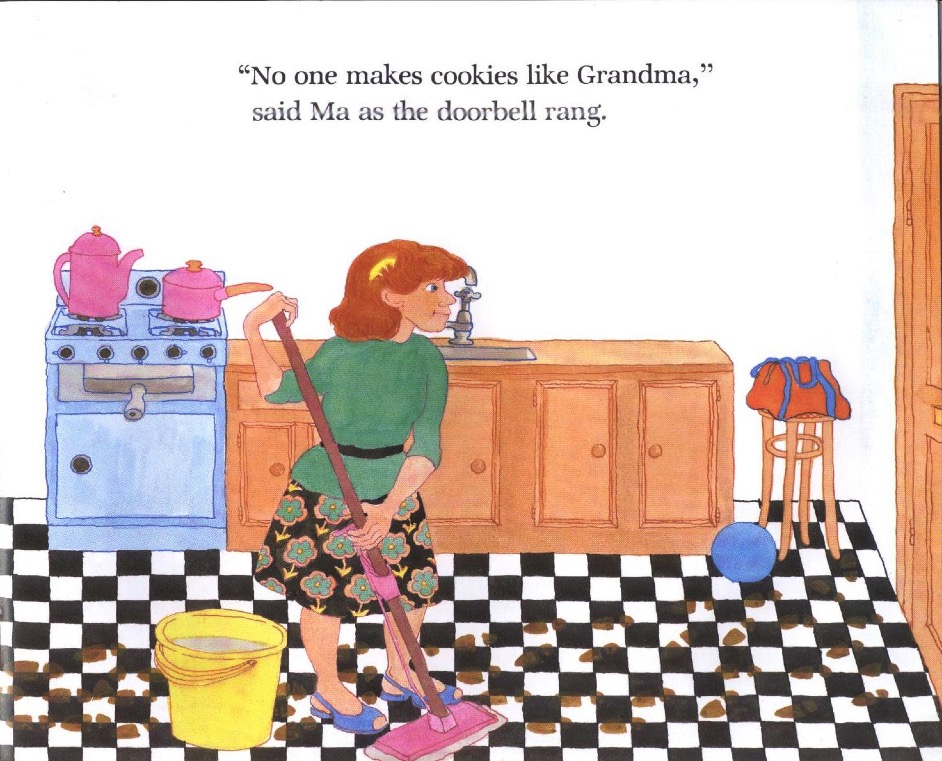 “No one makes cookies like Grandma,”
said Ma as the doorbell rang.